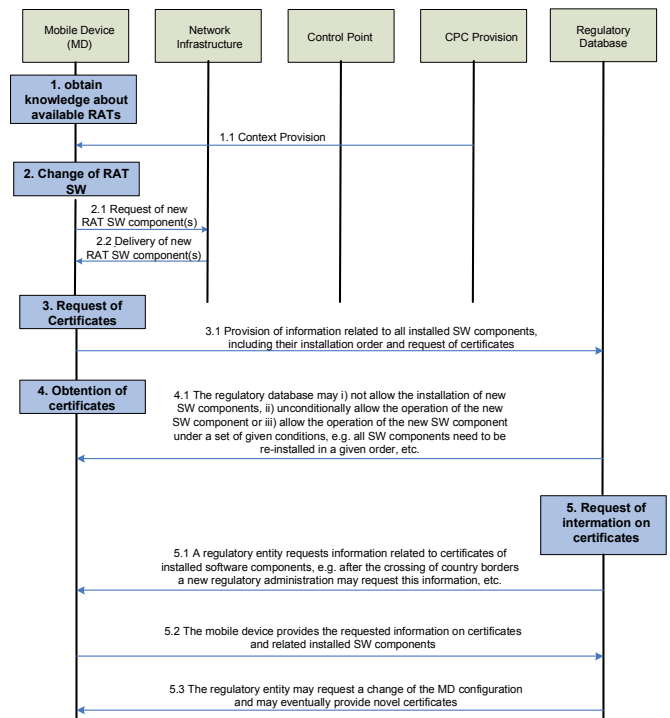 Mobile Device
(MD)
Network
Infrastructure
Control Point
CPC Provision
Regulatory
Database
1. obtain
knowledge about
available RATs
1.1 Context Provision
2. Change of RAT
SW
2.1 Request of new
RAT SW component(s)
2.2 Delivery of new
RAT SW component(s)
3. Request of
Certificates
3.1 Provision of information related to all installed SW components,
including their installation order and request of certificates
4. Obtention of
certificates
4.1 The regulatory database may i) not allow the installation of new
SW components, ii) unconditionally allow the operation of the new
SW component or iii) allow the operation of the new SW component
under a set of given conditions, e.g. all SW components need to be
re-installed in a given order, etc.
5. Request of
intermation on
certificates
5.1 A regulatory entity requests information related to certificates of
installed software components, e.g. after the crossing of country borders
a new regulatory administration may request this information, etc.
5.2 The mobile device provides the requested information on certificates
and related installed SW components
5.3 The regulatory entity may request a change of the MD configuration
and may eventually provide novel certificates